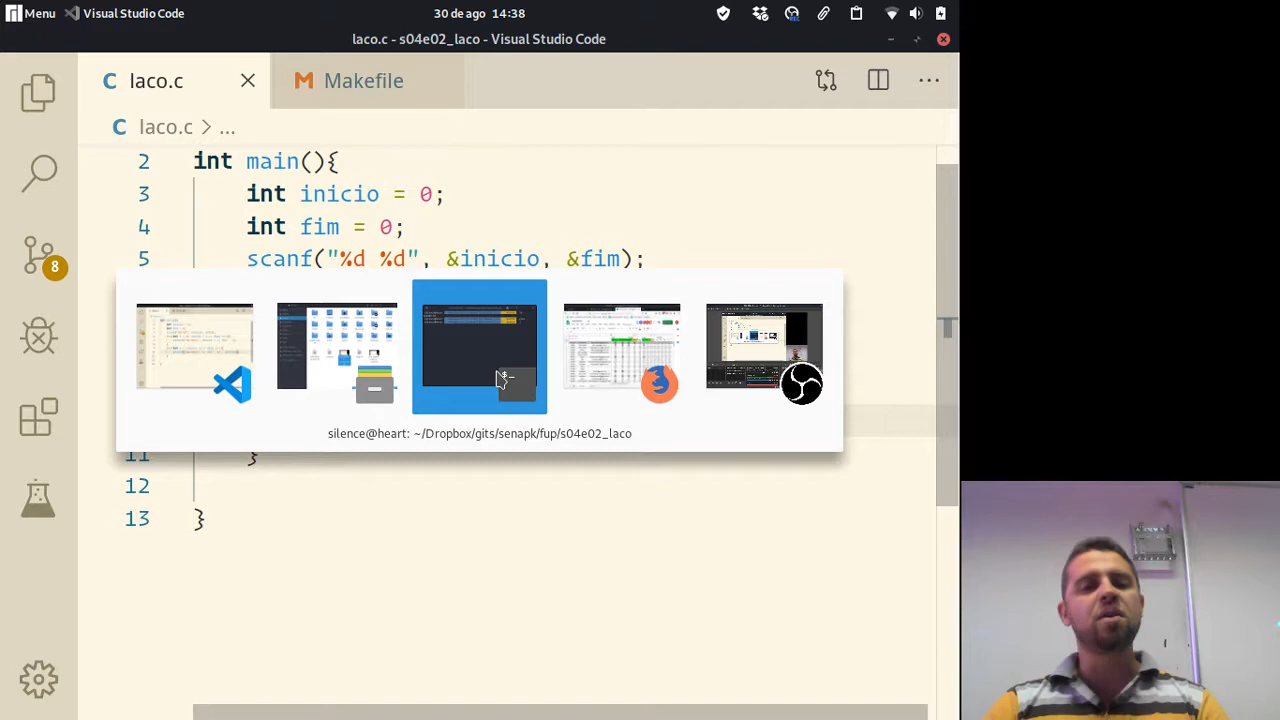 Menu Visual Studio Code 30 de ago 14:38
laco.c - s04e02_laco - Visual Studio Code
C laco.c Makefile
C laco.c > ...
2 int main(){
3 int inicio = 0;
4 int fim = 0;
5 scanf("%d %d", &inicio, &fim);
silence@heart: ~/Dropbox/gits/senapk/fup/s04e02_laco
11 }
12
13 }
8